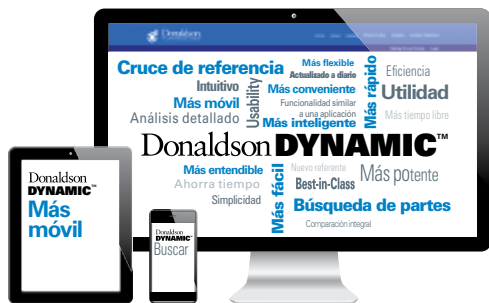 Donaldson
Cruce de referencia
Más flexible
Actualizado a diario
Más rápido
Eficiencia
Intuitivo
Usability
Más conveniente
Utilidad
Más móvil
Funcionalidad similar
a una aplicación
Más tiempo libre
Análisis detallado
Más inteligente
Donaldson DYNAMIC™
Más entendible
Más fácil
Nuevo referente
Más potente
Ahorra tiempo
Best-in-Class
Simplicidad
Búsqueda de partes
Comparación integral
Donaldson
DYNAMIC™
Más
móvil
Donaldson
DYNAMIC™
Buscar